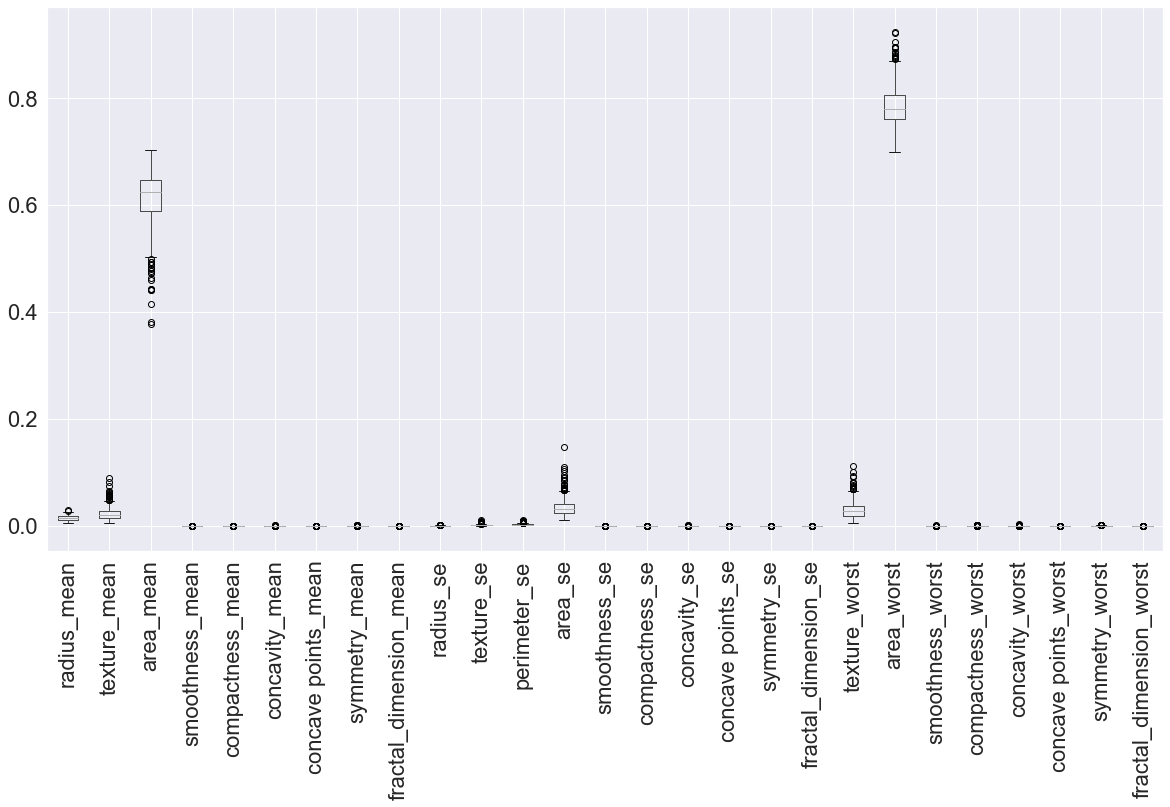 0.8
0.6
0.4
0.2
0.0
radius_mean
texture_mean
area_mean
smoothness_mean
compactness_mean
concavity_mean
concave points_mean
symmetry_mean
fractal_dimension_mean
radius_se
texture_se
perimeter_se
area_se
smoothness_se
compactness_se
concavity_se
concave points_se
symmetry_se
fractal_dimension_se
texture_worst
area_worst
smoothness_worst
compactness_worst
concavity_worst
concave points_worst
symmetry_worst
fractal_dimension_worst